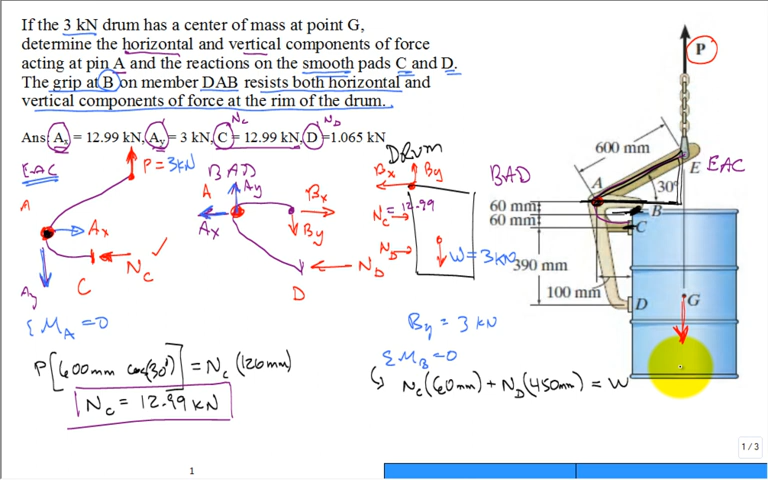 If the 3 kN drum has a center of mass at point G,
determine the horizontal and vertical components of force
acting at pin A and the reactions on the smooth pads C and D.
The grip at B on member DAB resists both horizontal and
vertical components of force at the rim of the drum.
Nc ND
Ans: Ax = 12.99 kN, Ay = 3 kN, C = 12.99 kN, D =1.065 kN
EAC
P = 3KN
A
Ax
Ay
C
Nc
BAD
A
Ay
Ax
Bx
By
D
ND
DRUM
Bx
By
Nc = 12.99
ND
W = 3KN
BAD
P
600 mm
E
EAC
30°
A
60 mm
60 mm
B
C
390 mm
100 mm
D
G
ΣMA = 0
P[600mm cos(30°)] = Nc (120mm)
Nc = 12.99 KN
By = 3 KN
ΣMB = 0
Nc (60mm) + ND (450mm) = W
1
1 / 3